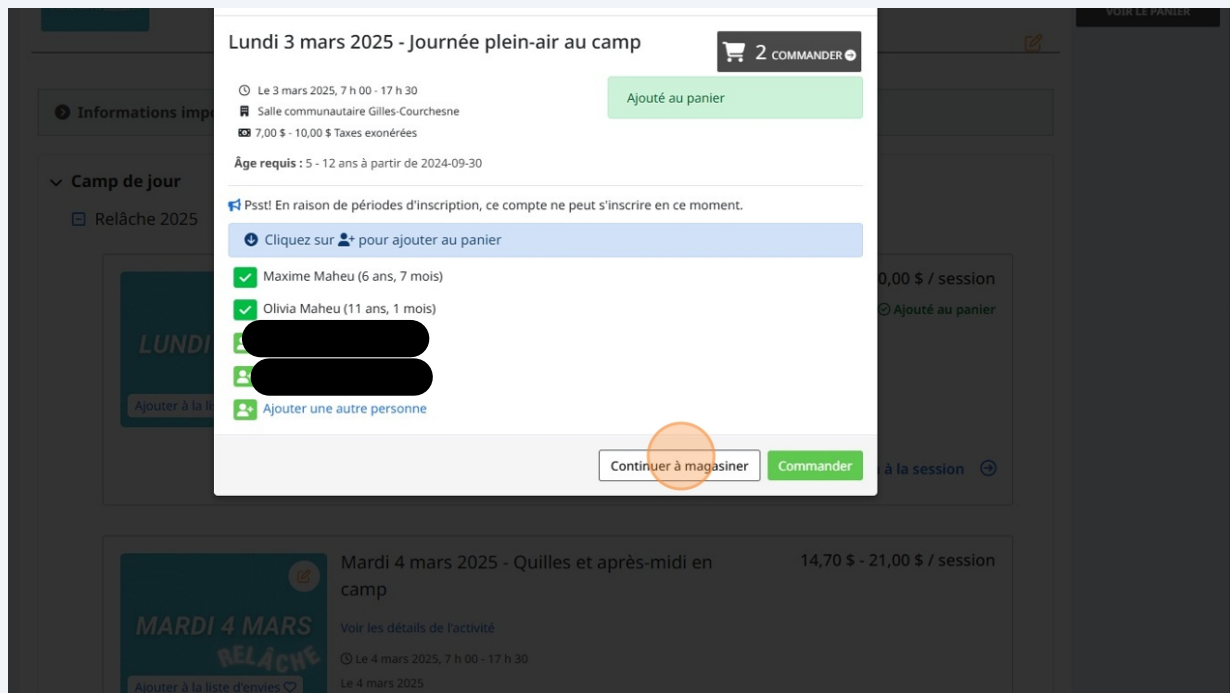 VOIR LE PANIER
Lundi 3 mars 2025 - Journée plein-air au camp
2 COMMANDER
Le 3 mars 2025, 7 h 00 - 17 h 30
Salle communautaire Gilles-Courchesne
7,00 $ - 10,00 $ Taxes exonérées
Ajouté au panier
Âge requis : 5 - 12 ans à partir de 2024-09-30
Psst! En raison de périodes d'inscription, ce compte ne peut s'inscrire en ce moment.
Cliquez sur pour ajouter au panier
Maxime Maheu (6 ans, 7 mois)
Olivia Maheu (11 ans, 1 mois)
Ajouter une autre personne
Continuer à magasiner
Commander
Informations
Camp de jour
Relâche 2025
0,00 $ / session
Ajouté au panier
LUNDI
Ajouter à la
à la session
Mardi 4 mars 2025 - Quilles et après-midi en
camp
14,70 $ - 21,00 $ / session
Voir les détails de l'activité
Le 4 mars 2025, 7 h 00 - 17 h 30
Le 4 mars 2025
MARDI 4 MARS
RELÂCHE
Ajouter à la liste d'envies